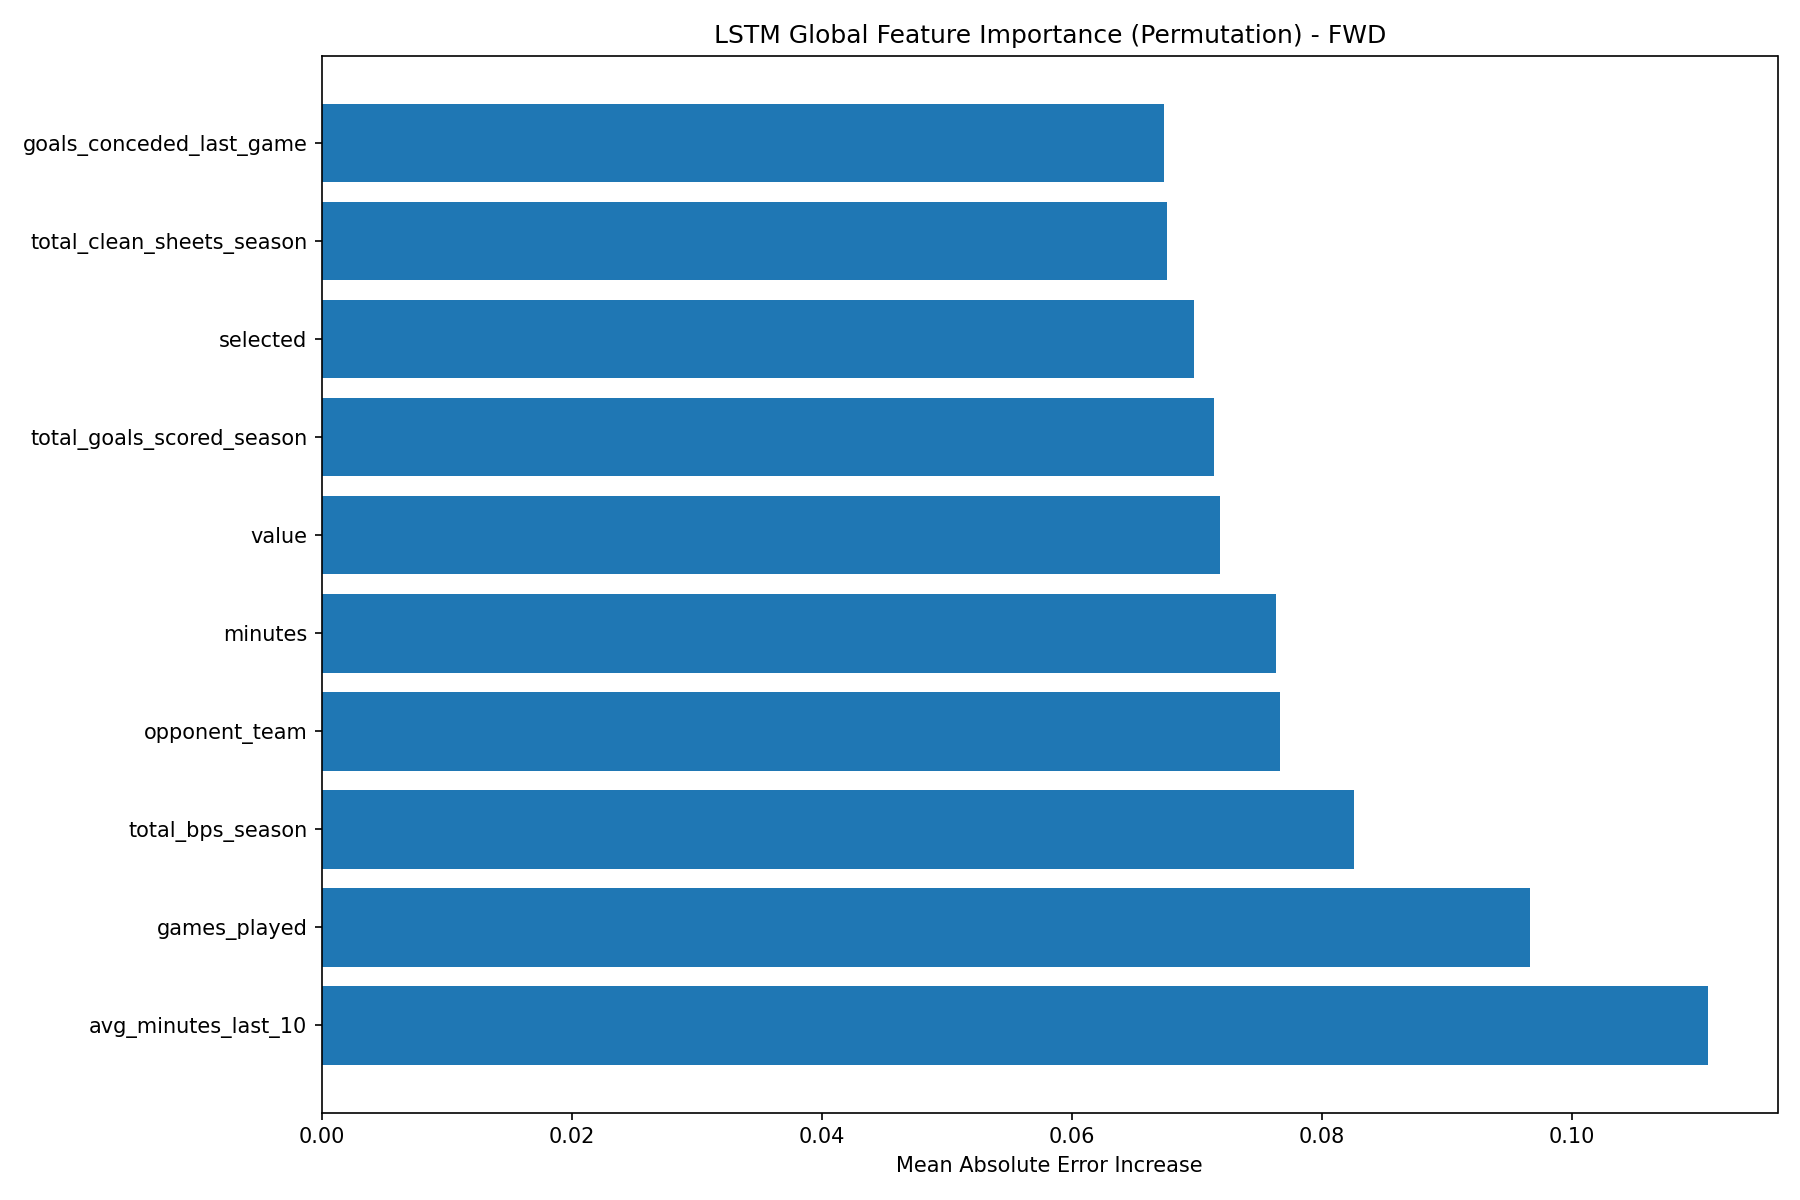 LSTM Global Feature Importance (Permutation) - FWD
goals_conceded_last_game
total_clean_sheets_season
selected
total_goals_scored_season
value
minutes
opponent_team
total_bps_season
games_played
avg_minutes_last_10
0.00 0.02 0.04 0.06 0.08 0.10
Mean Absolute Error Increase